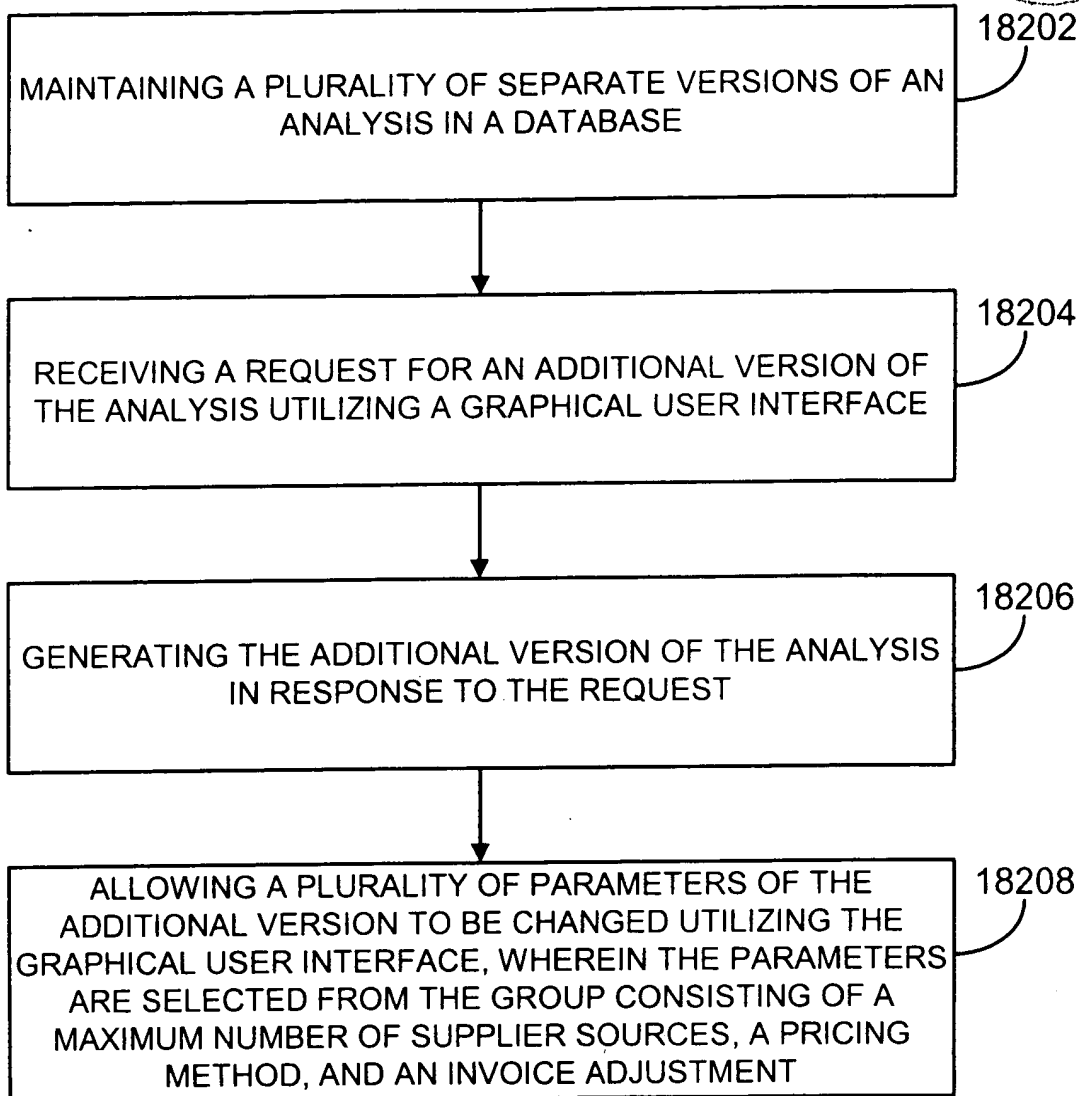 18202
MAINTAINING A PLURALITY OF SEPARATE VERSIONS OF AN
ANALYSIS IN A DATABASE
18204
RECEIVING A REQUEST FOR AN ADDITIONAL VERSION OF
THE ANALYSIS UTILIZING A GRAPHICAL USER INTERFACE
18206
GENERATING THE ADDITIONAL VERSION OF THE ANALYSIS
IN RESPONSE TO THE REQUEST
18208
ALLOWING A PLURALITY OF PARAMETERS OF THE
ADDITIONAL VERSION TO BE CHANGED UTILIZING THE
GRAPHICAL USER INTERFACE, WHEREIN THE PARAMETERS
ARE SELECTED FROM THE GROUP CONSISTING OF A
MAXIMUM NUMBER OF SUPPLIER SOURCES, A PRICING
METHOD, AND AN INVOICE ADJUSTMENT